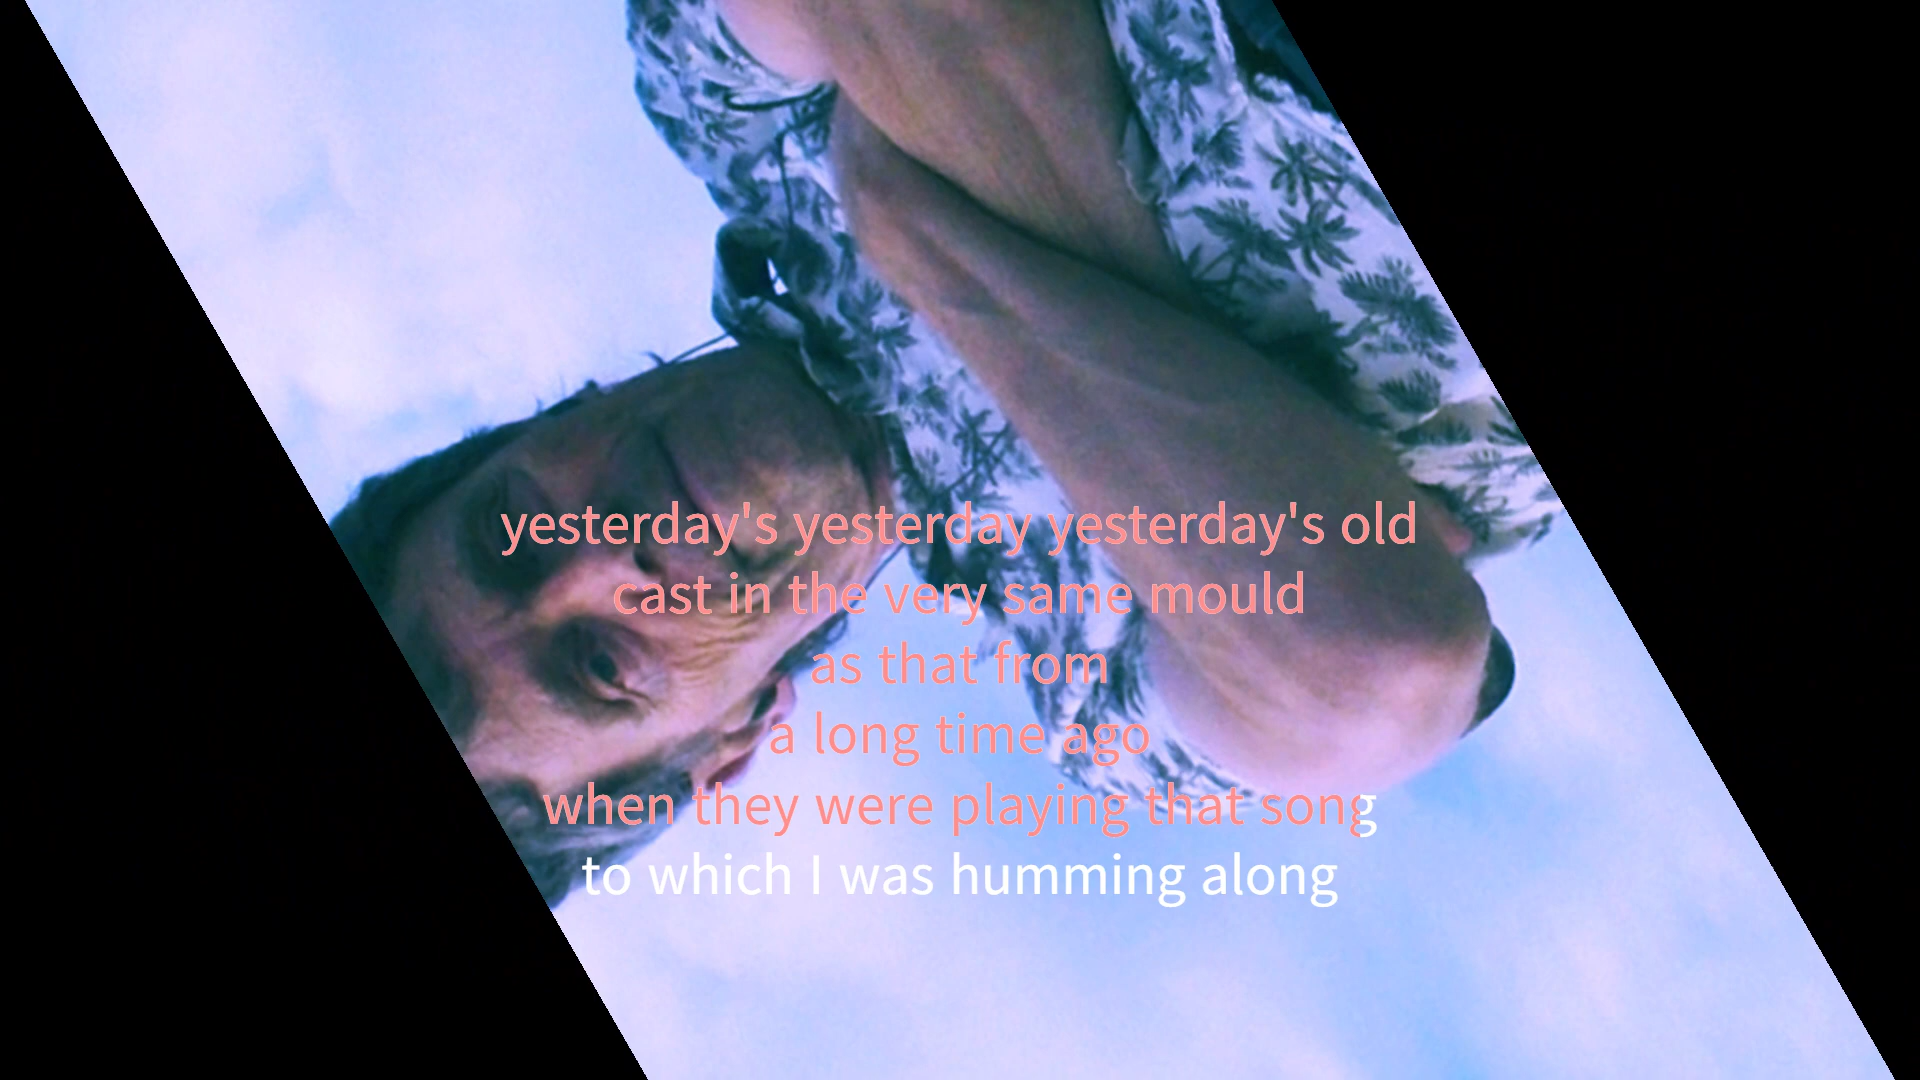 yesterday's yesterday yesterday's old
cast in the very same mould
as that from
a long time ago
when they were playing that song
to which I was humming along